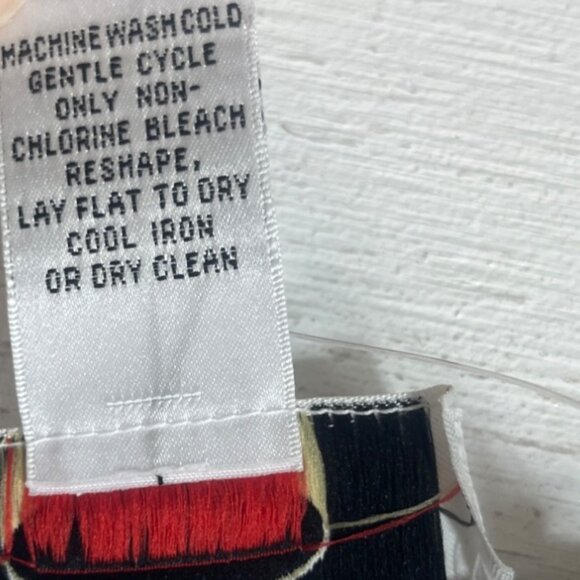 MACHINE WASH COLD
GENTLE CYCLE
ONLY NON-
CHLORINE BLEACH
RESHAPE,
LAY FLAT TO DRY
COOL IRON
OR DRY CLEAN